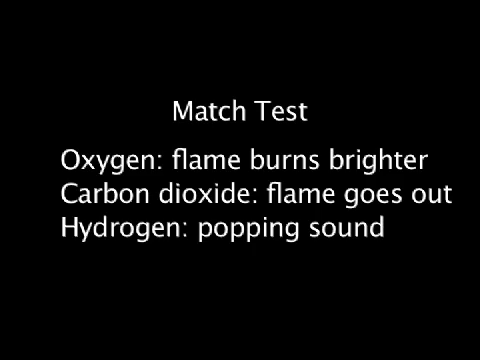 Match Test
Oxygen: flame burns brighter
Carbon dioxide: flame goes out
Hydrogen: popping sound